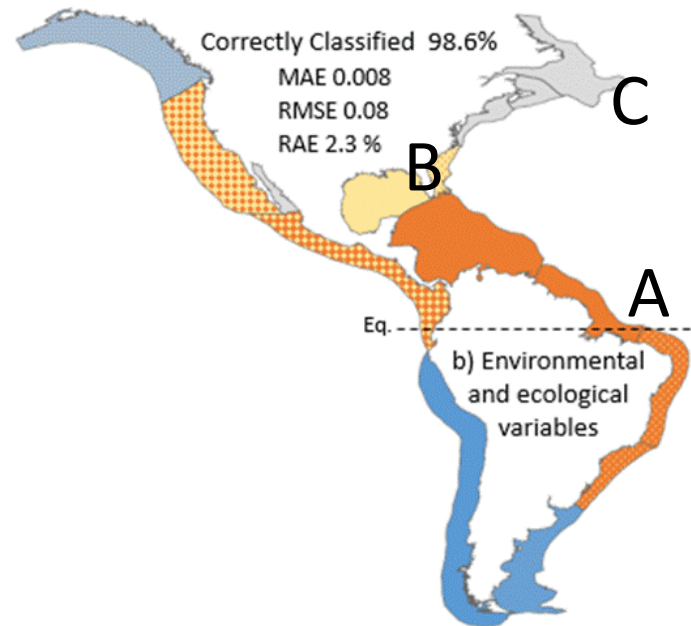 Correctly Classified 98.6%
MAE 0.008
RMSE 0.08
RAE 2.3 %
C
B
A
Eq.
b) Environmental
and ecological
variables